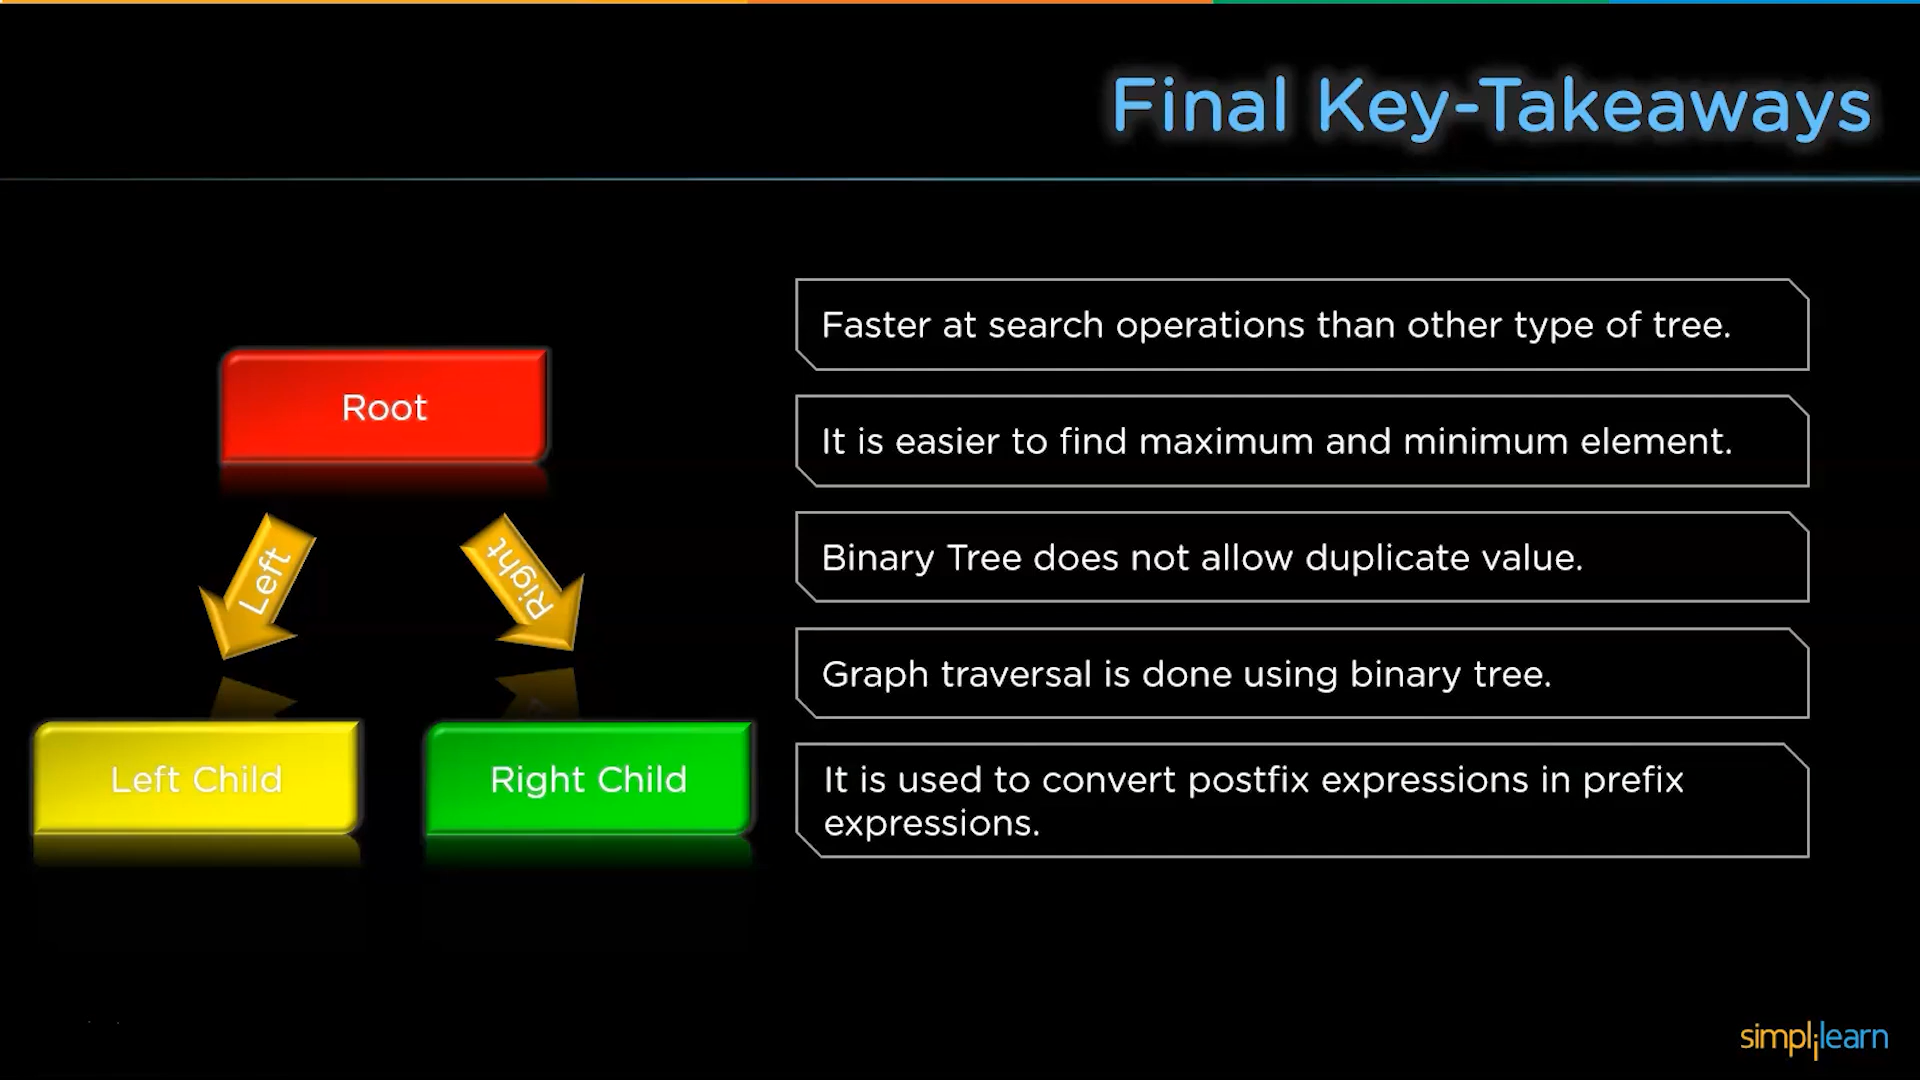 Final Key-Takeaways
Root
Left
Right
Left Child
Right Child
Faster at search operations than other type of tree.
It is easier to find maximum and minimum element.
Binary Tree does not allow duplicate value.
Graph traversal is done using binary tree.
It is used to convert postfix expressions in prefix
expressions.
simplilearn